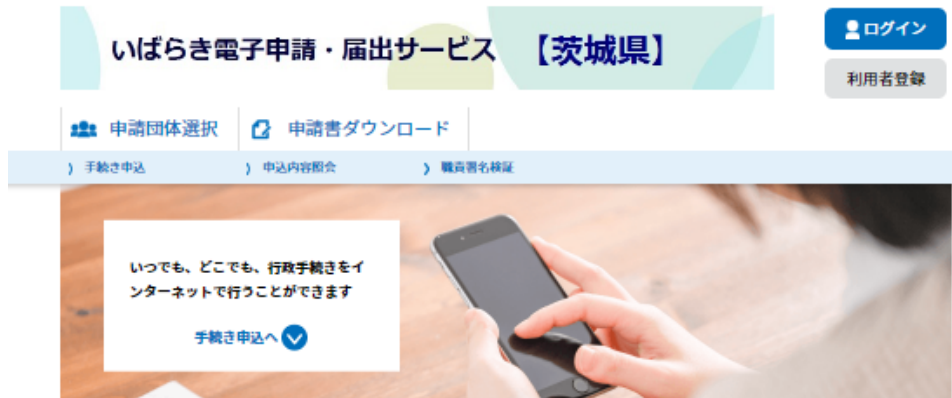 いばらき電子申請・届出サービス 【茨城県】
ログイン
利用者登録
申請団体選択 申請書ダウンロード
手続き申込 申込内容照会 職責署名検証
いつでも、どこでも、行政手続きをイ
ンターネットで行うことができます
手続き申込へ